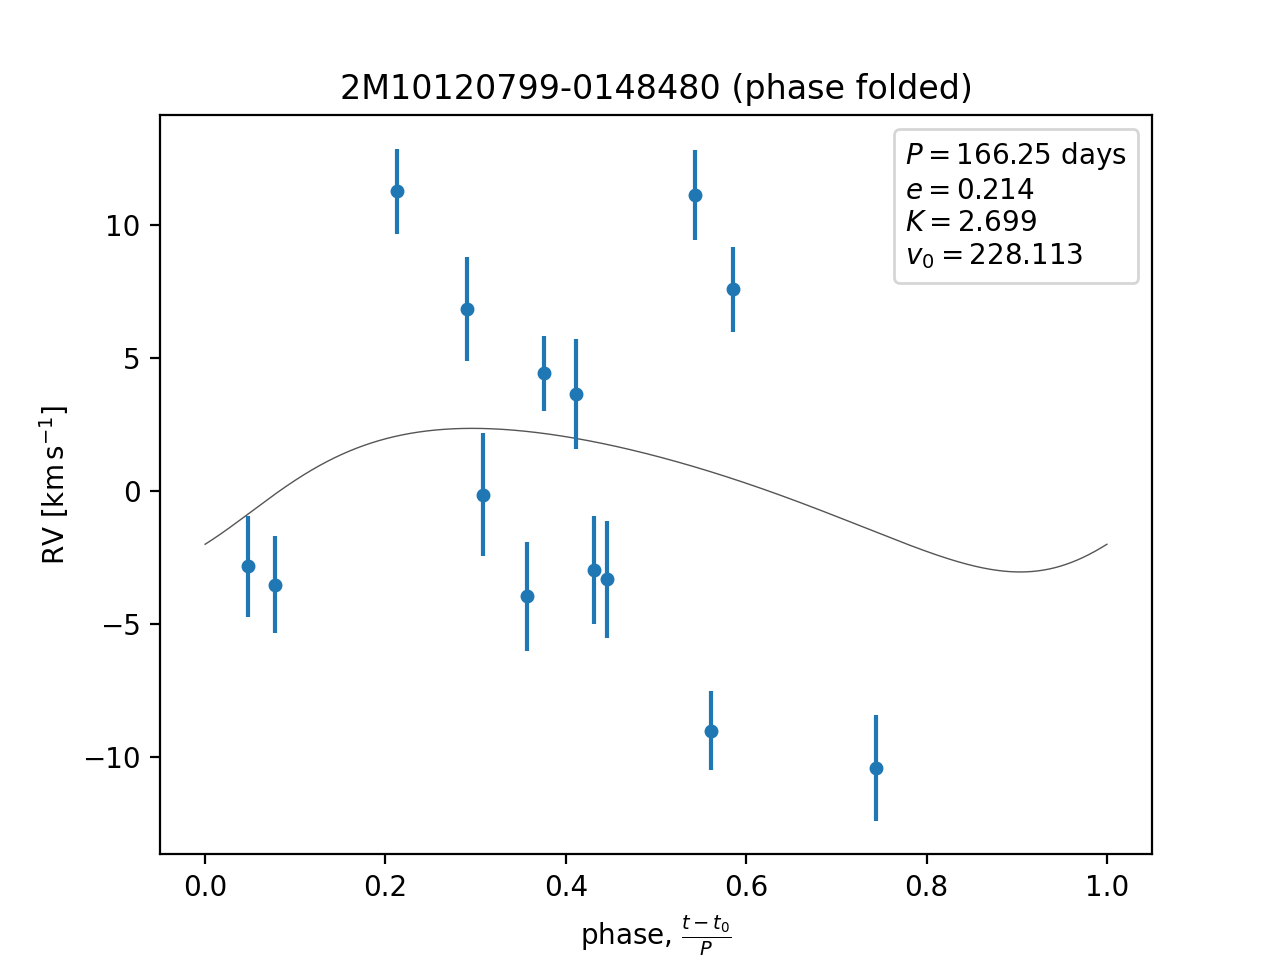 2M10120799-0148480 (phase folded)
P = 166.25 days
e = 0.214
K = 2.699
v₀ = 228.113
10
5
0
−5
−10
RV [km s⁻¹]
0.0 0.2 0.4 0.6 0.8 1.0
phase, (t − t₀)/P